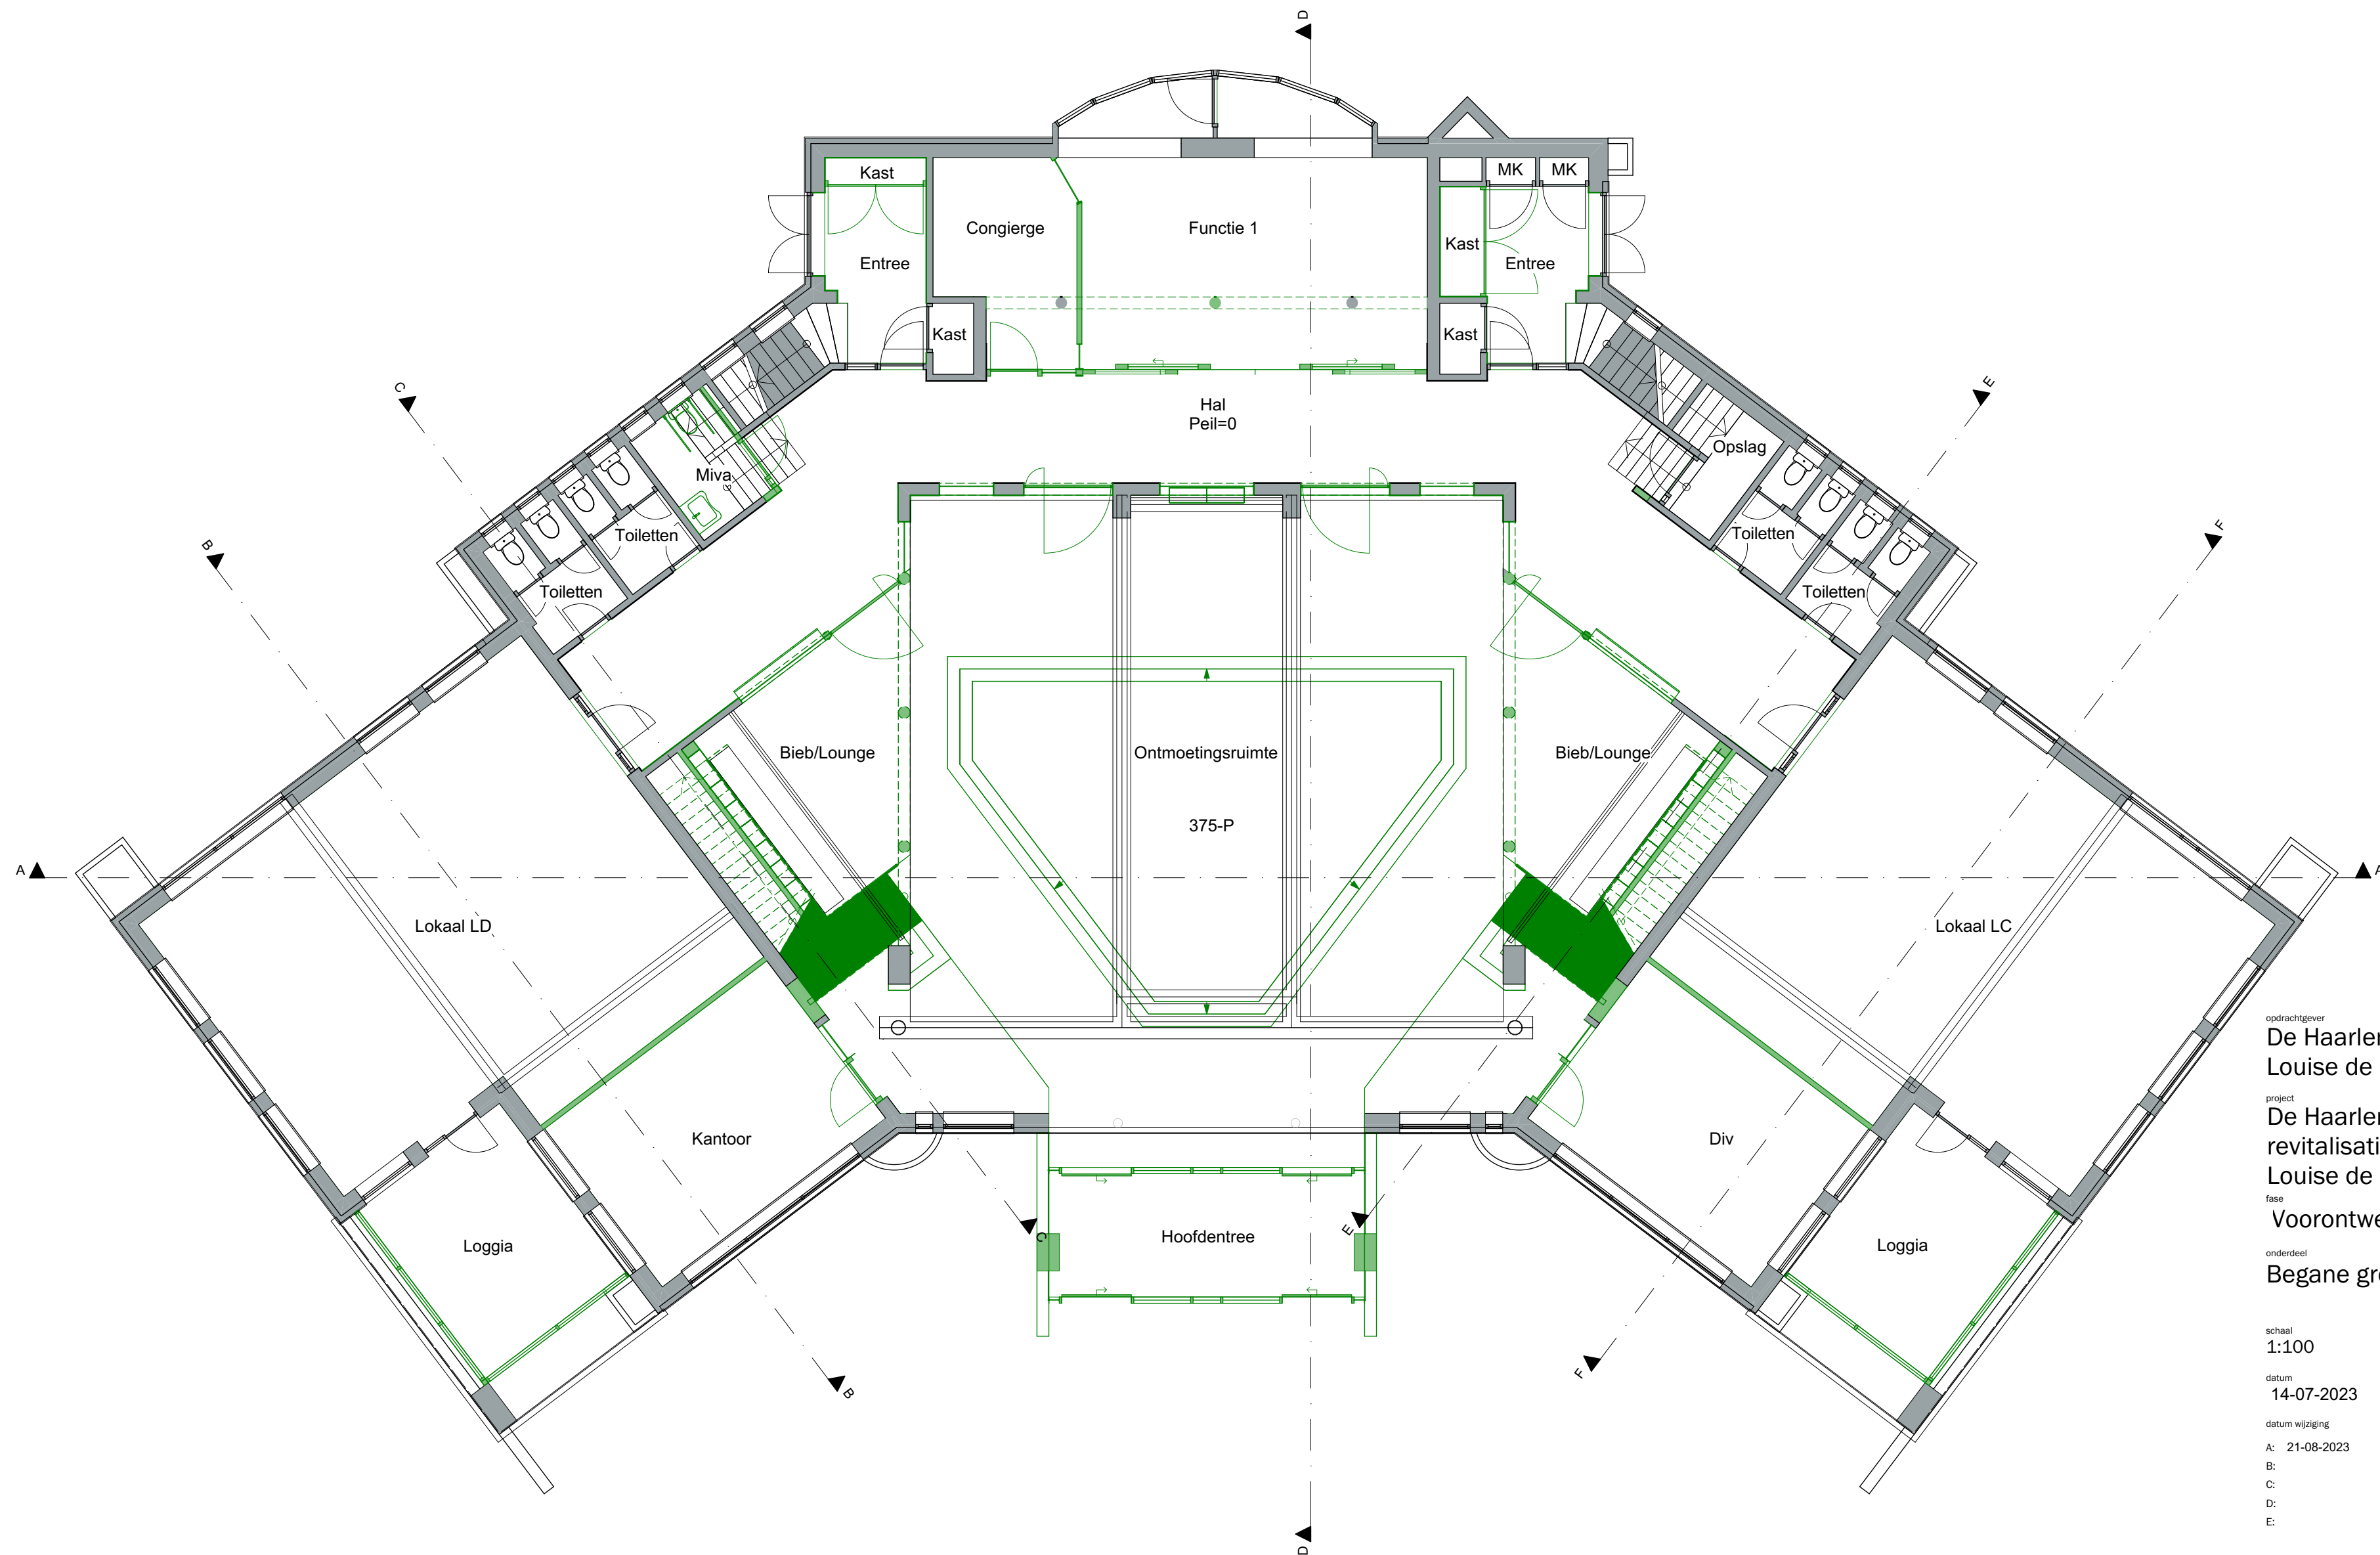 D
Kast
MK
MK
Congierge
Functie 1
Kast
Entree
Entree
Kast
Kast
C
E
Hal
Peil=0
Opslag
Miva
B
F
Toiletten
Toiletten
Toiletten
Toiletten
Bieb/Lounge
Ontmoetingsruimte
Bieb/Lounge
375-P
A
A
Lokaal LD
Lokaal LC
opdrachtgever
De Haarle
Louise de
project
De Haarle
revitalisati
Louise de
fase
Voorontwe
onderdeel
Begane gr
Kantoor
Div
C
E
Hoofdentree
Loggia
Loggia
B
F
schaal
1:100
datum
14-07-2023
datum wijziging
A: 21-08-2023
B:
C:
D:
E:
D